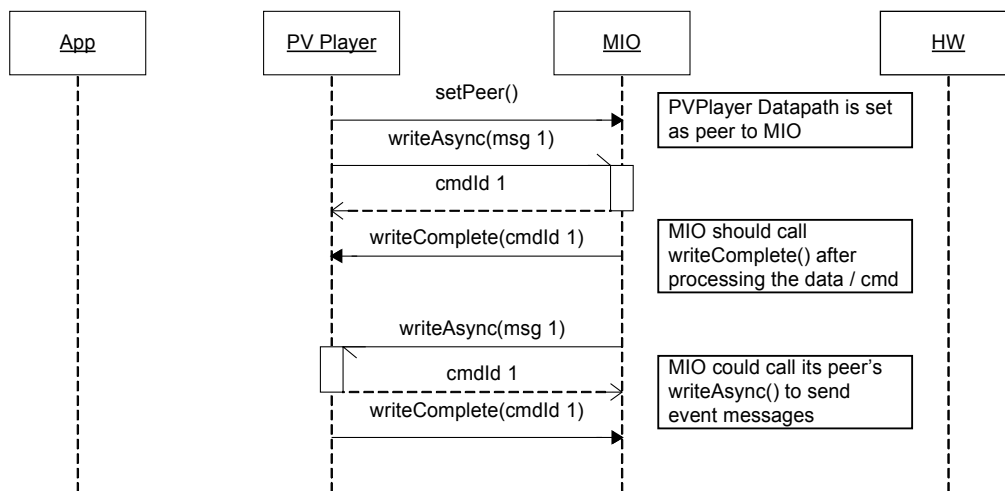 App
PV Player
MIO
HW
setPeer()
PVPlayer Datapath is set
as peer to MIO
writeAsync(msg 1)
cmdId 1
writeComplete(cmdId 1)
MIO should call
writeComplete() after
processing the data / cmd
writeAsync(msg 1)
cmdId 1
MIO could call its peer’s
writeAsync() to send
event messages
writeComplete(cmdId 1)